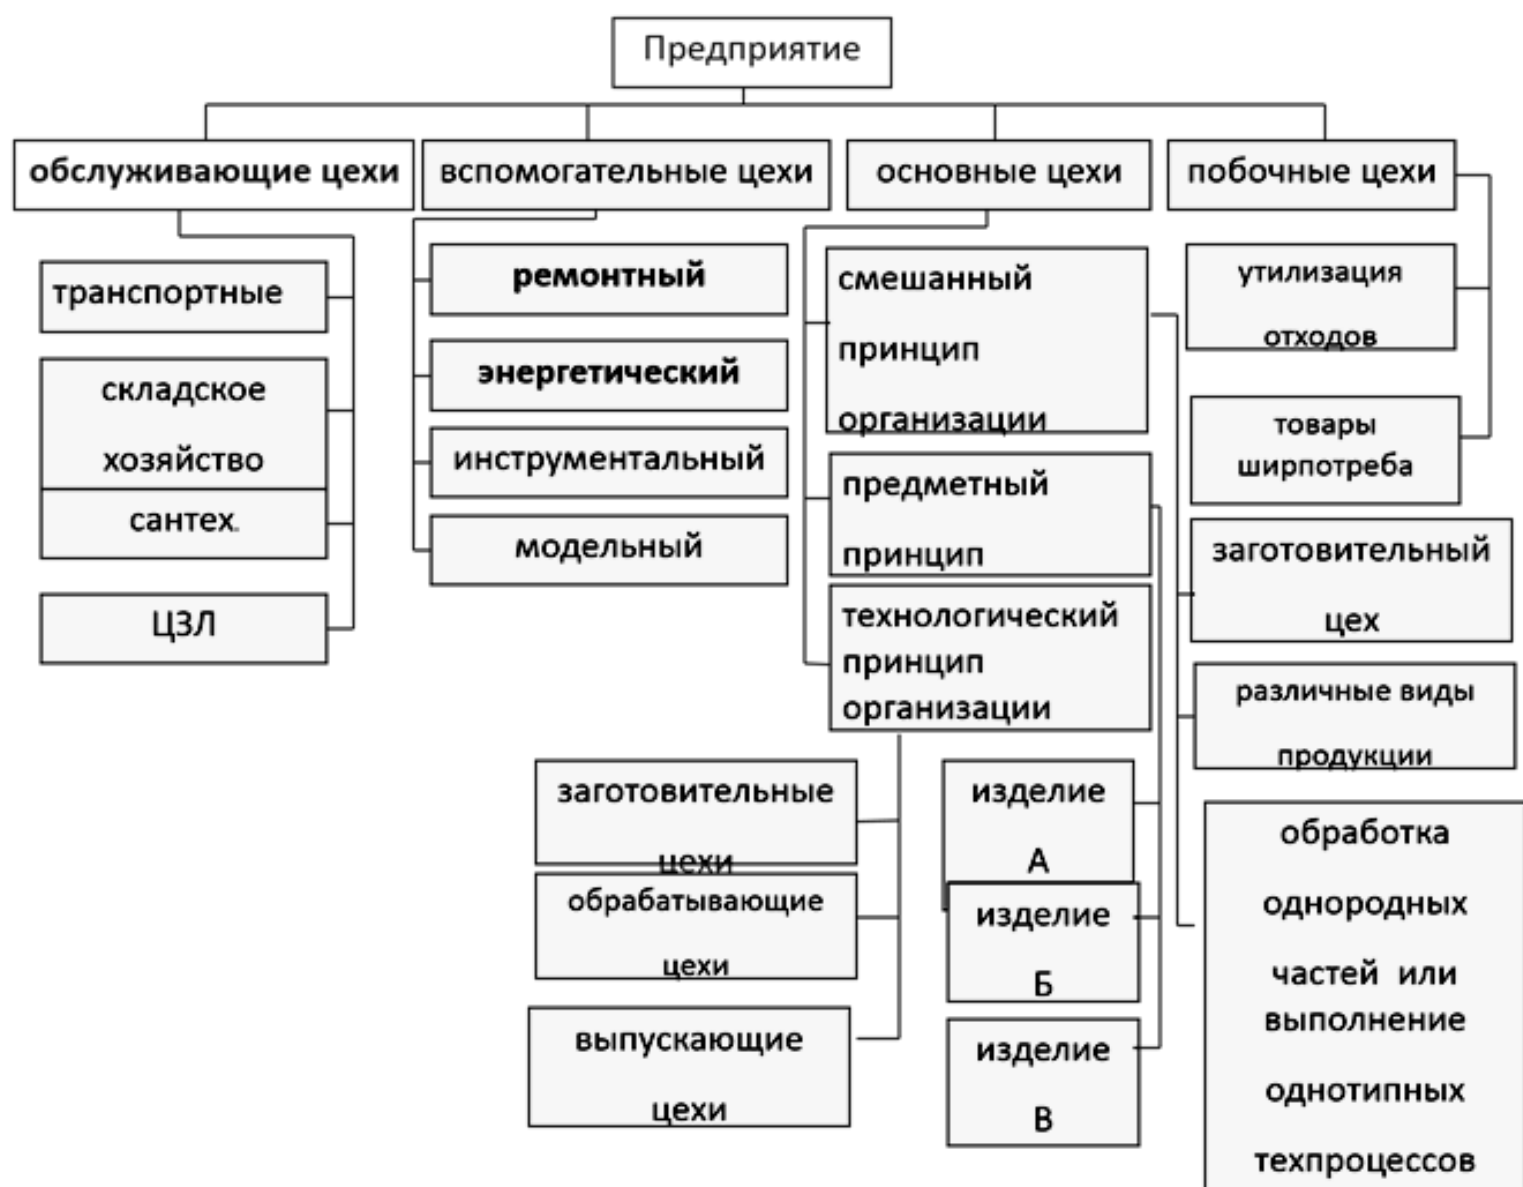 Предприятие
обслуживающие цехи
вспомогательные цехи
основные цехи
побочные цехи
транспортные
складское
хозяйство
сантех.
ЦЗЛ
ремонтный
энергетический
инструментальный
модельный
смешанный
принцип
организации
предметный
принцип
технологический
принцип
организации
утилизация
отходов
товары
ширпотреба
заготовительный
цех
различные виды
продукции
обработка
однородных
частей или
выполнение
однотипных
техпроцессов
заготовительные
цехи
обрабатывающие
цехи
выпускающие
цехи
изделие
А
изделие
Б
изделие
В